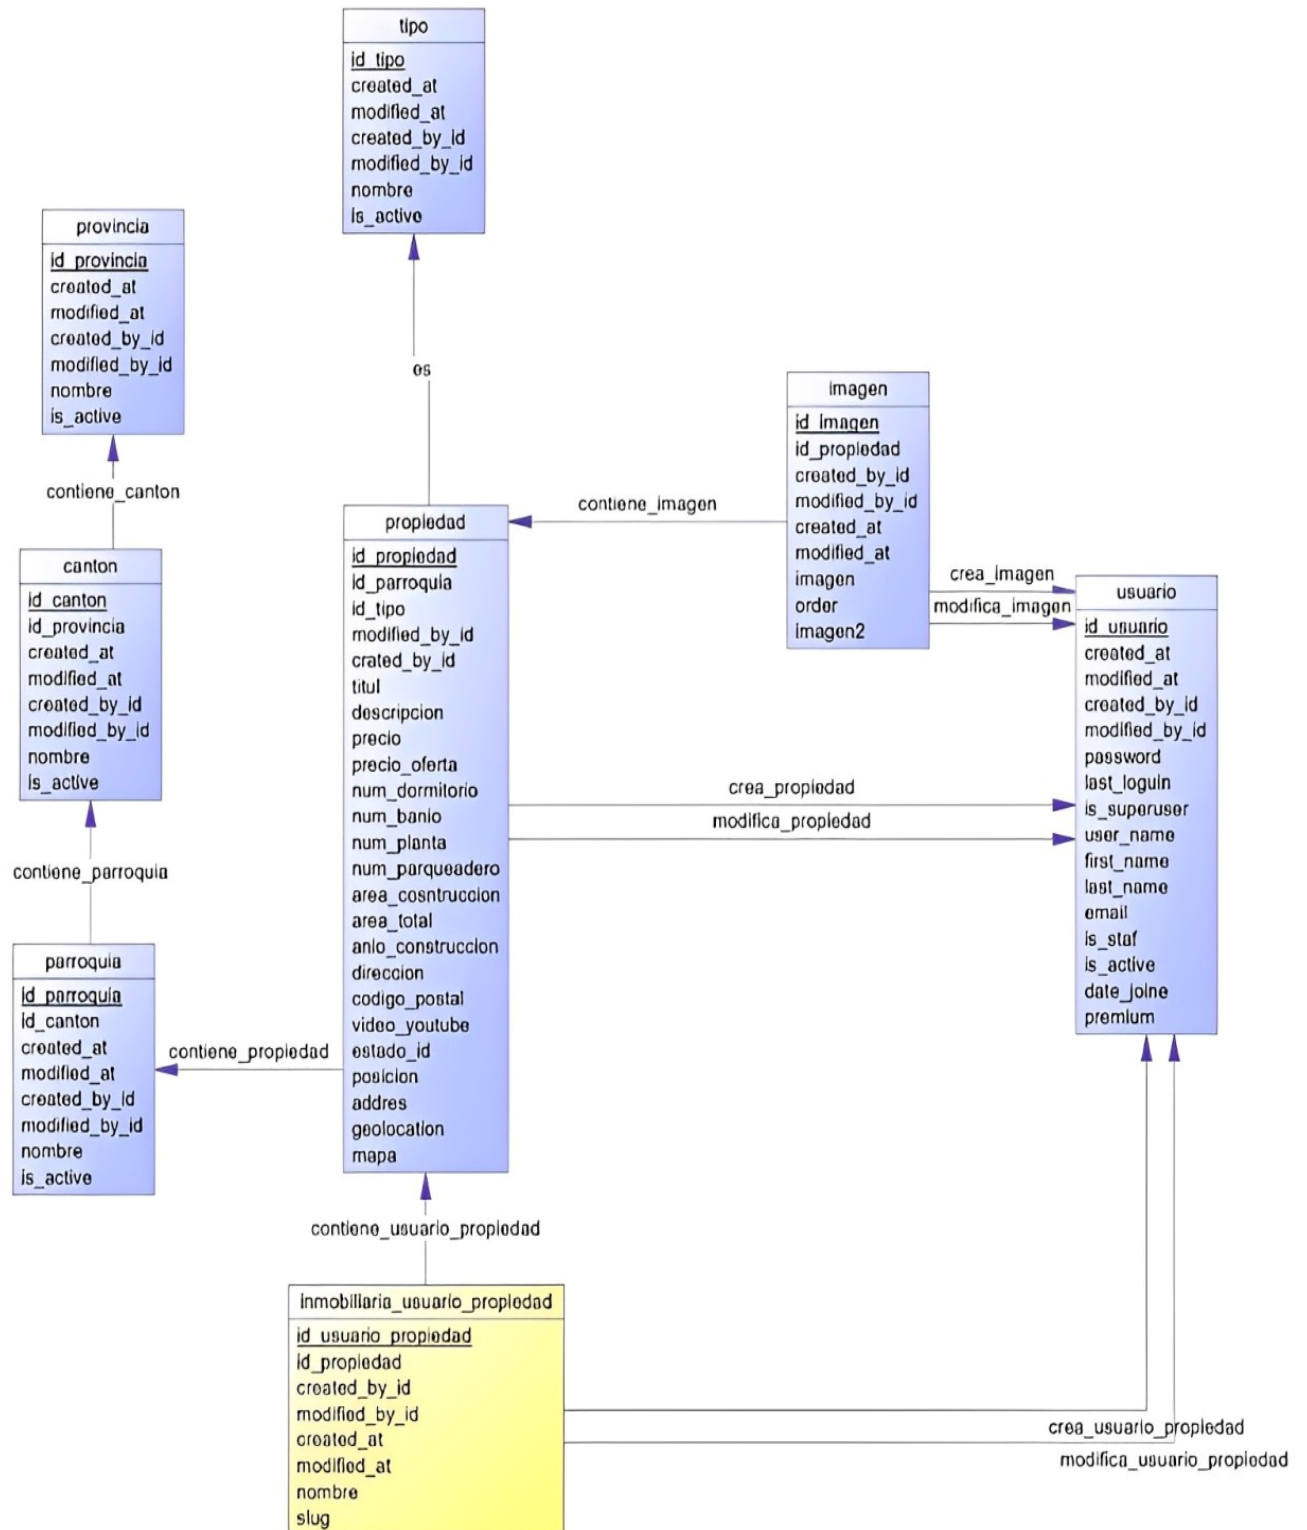 tipo
id_tipo
created_at
modified_at
created_by_id
modified_by_id
nombre
is_active
provincia
id_provincia
created_at
modified_at
created_by_id
modified_by_id
nombre
is_active
es
contiene_canton
imagen
id_imagen
id_propiedad
created_by_id
modified_by_id
created_at
modified_at
imagen
order
imagen2
contiene_imagen
crea_imagen
modifica_imagen
canton
id_canton
id_provincia
created_at
modified_at
created_by_id
modified_by_id
nombre
is_active
contiene_parroquia
propiedad
id_propiedad
id_parroquia
id_tipo
modified_by_id
crated_by_id
titul
descripcion
precio
precio_oferta
num_dormitorio
num_banio
num_planta
num_parqueadero
area_cosntruccion
area_total
anio_construccion
direccion
codigo_postal
video_youtube
estado_id
posicion
addres
geolocation
mapa
crea_propiedad
modifica_propiedad
usuario
id_usuario
created_at
modified_at
created_by_id
modified_by_id
password
last_loguin
is_superuser
user_name
first_name
last_name
email
is_staf
is_active
date_joine
premium
parroquia
id_parroquia
id_canton
created_at
modified_at
created_by_id
modified_by_id
nombre
is_active
contiene_propiedad
contiene_usuario_propiedad
inmobiliaria_usuario_propiedad
id_usuario_propiedad
id_propiedad
created_by_id
modified_by_id
created_at
modified_at
nombre
slug
crea_usuario_propiedad
modifica_usuario_propiedad